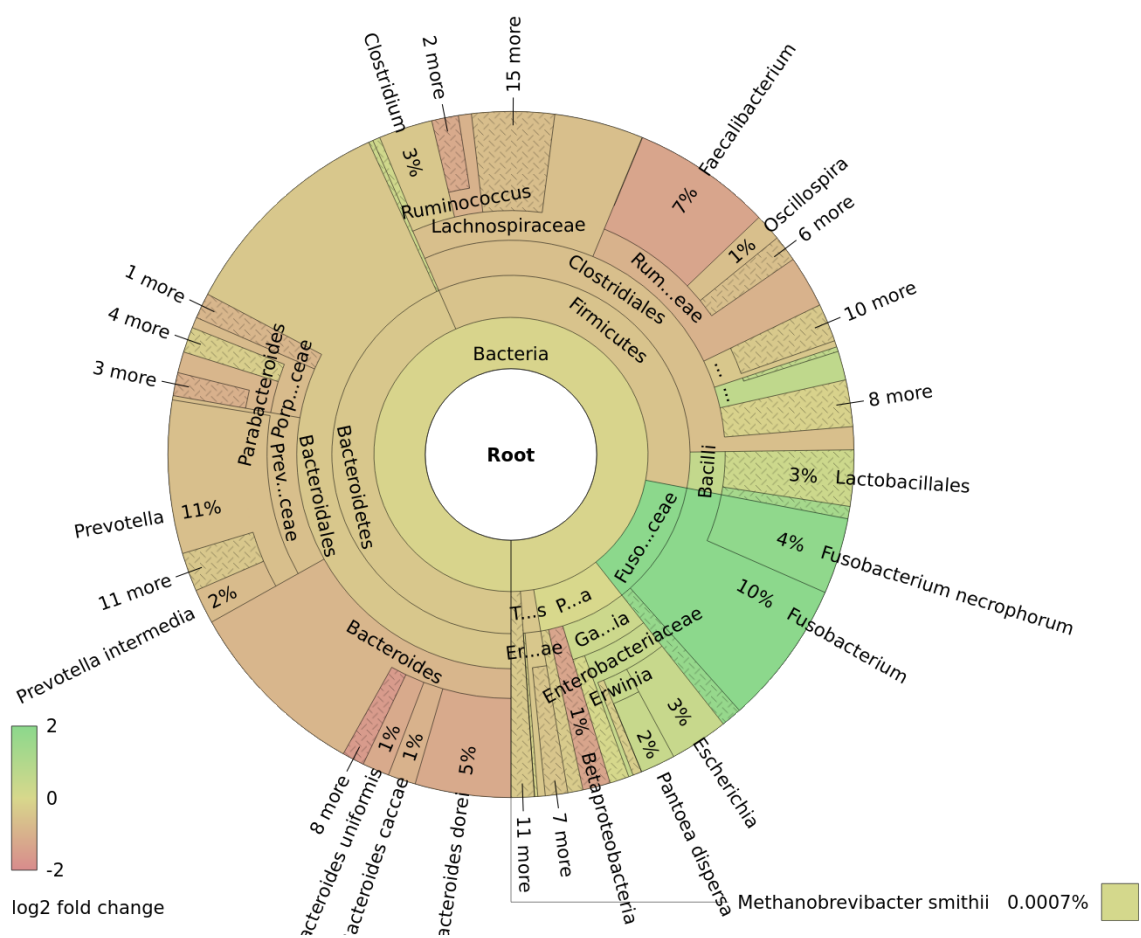 Clostridium
3%
2 more
15 more
Ruminococcus
Lachnospiraceae
Faecalibacterium
7%
Oscillospira
1%
6 more
Rum...eae
Clostridiales
Firmicutes
Bacteria
Root
10 more
...
...
8 more
Bacilli
3%
Lactobacillales
1 more
4 more
3 more
Parabacteroides
Porp...ceae
Prev...ceae
Bacteroidales
Bacteroidetes
Prevotella
11%
11 more
2%
Prevotella intermedia
Bacteroides
8 more
1%
acteroides uniformis
1%
acteroides caccae
5%
acteroides dorei
Fuso...ceae
4%
Fusobacterium necrophorum
10%
Fusobacterium
T...s
P...a
Er...ae
Ga...ia
Enterobacteriaceae
Erwinia
3%
Escherichia
2%
Pantoea dispersa
1%
Betaproteobacteria
7 more
11 more
2
0
-2
log2 fold change
Methanobrevibacter smithii 0.0007%